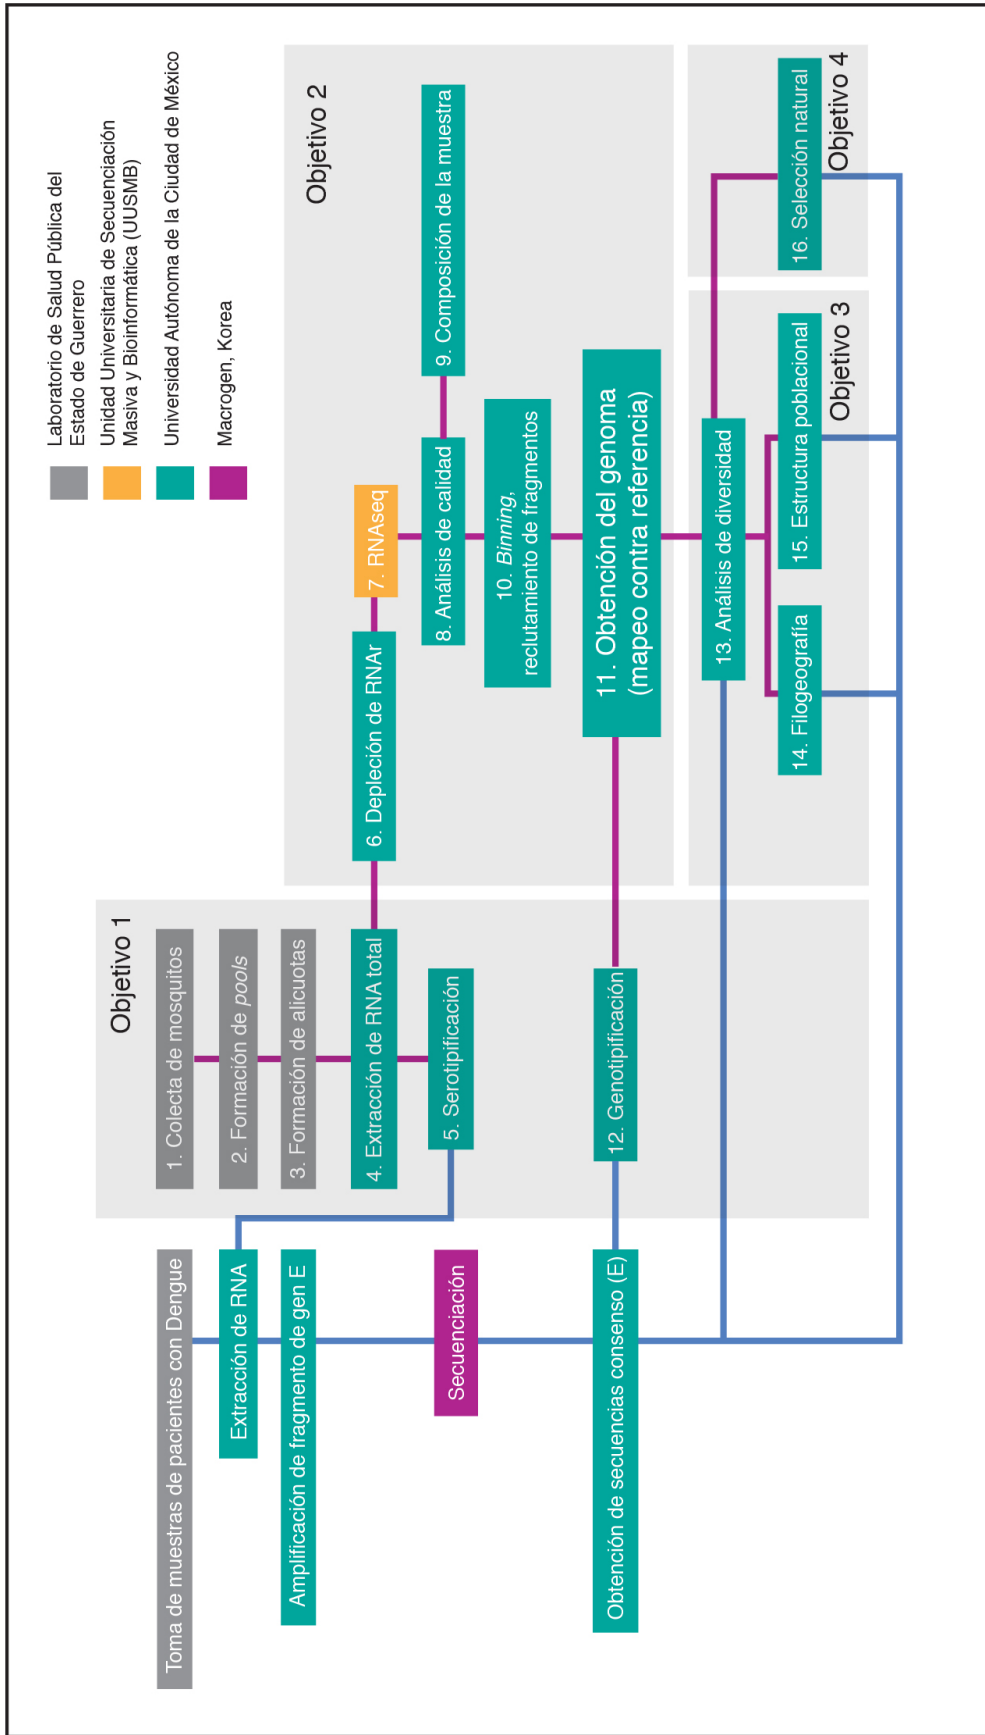 Toma de muestras de pacientes con Dengue
Extracción de RNA
Amplificación de fragmento de gen E
Secuenciación
Obtención de secuencias consenso (E)
Objetivo 1
1. Colecta de mosquitos
2. Formación de pools
3. Formación de alicuotas
4. Extracción de RNA total
5. Serotipificación
12. Genotipificación
Objetivo 2
6. Depleción de RNAr
7. RNAseq
8. Análisis de calidad
9. Composición de la muestra
10. Binning,
reclutamiento de fragmentos
11. Obtención del genoma
(mapeo contra referencia)
13. Análisis de diversidad
14. Filogeografía
15. Estructura poblacional
Objetivo 3
16. Selección natural
Objetivo 4
Laboratorio de Salud Pública del
Estado de Guerrero
Unidad Universitaria de Secuenciación
Masiva y Bioinformática (UUSMB)
Universidad Autónoma de la Ciudad de México
Macrogen, Korea